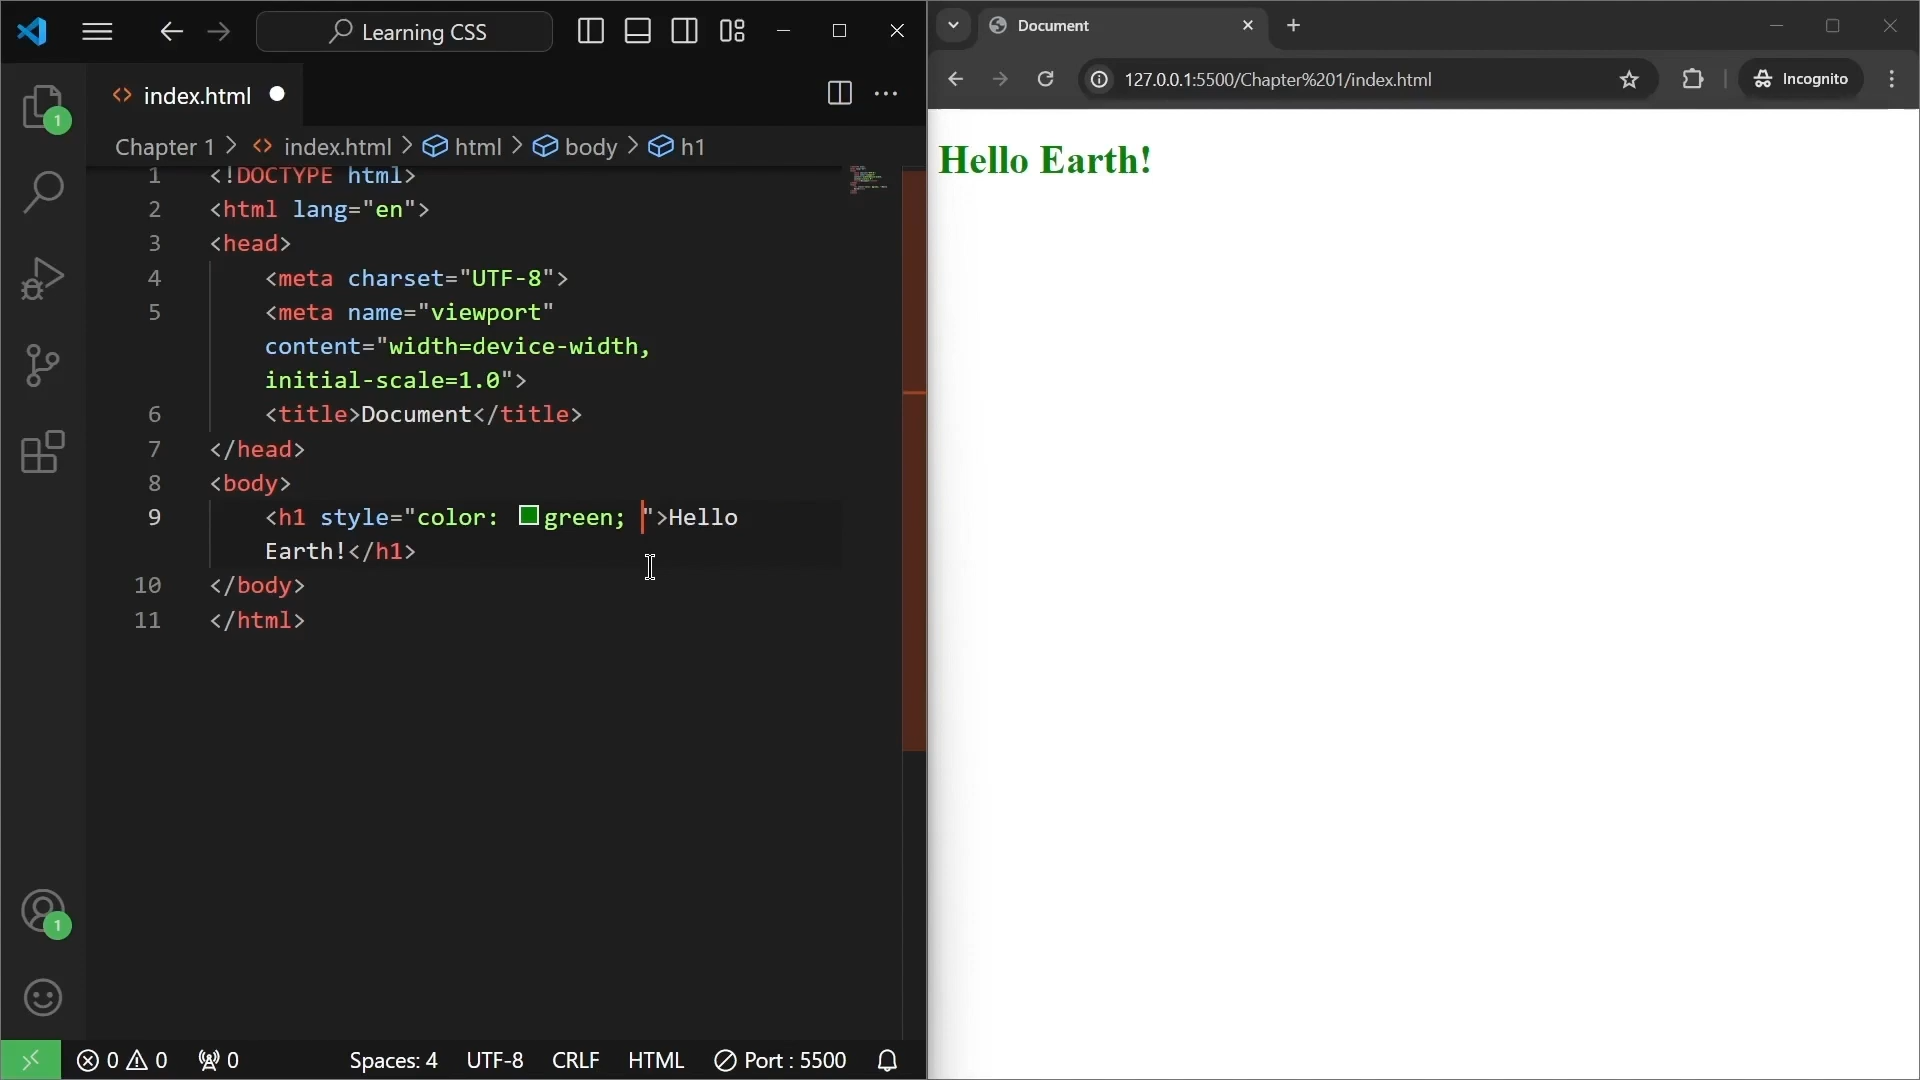 Learning CSS
index.html
Chapter 1 > index.html > html > body > h1
1 <!DOCTYPE html>
2 <html lang="en">
3 <head>
4 <meta charset="UTF-8">
5 <meta name="viewport"
content="width=device-width,
initial-scale=1.0">
6 <title>Document</title>
7 </head>
8 <body>
9 <h1 style="color: green; ">Hello
Earth!</h1>
10 </body>
11 </html>
1
1
0 0 0 Spaces: 4 UTF-8 CRLF HTML Port : 5500
Document
127.0.0.1:5500/Chapter%201/index.html
Incognito
Hello Earth!